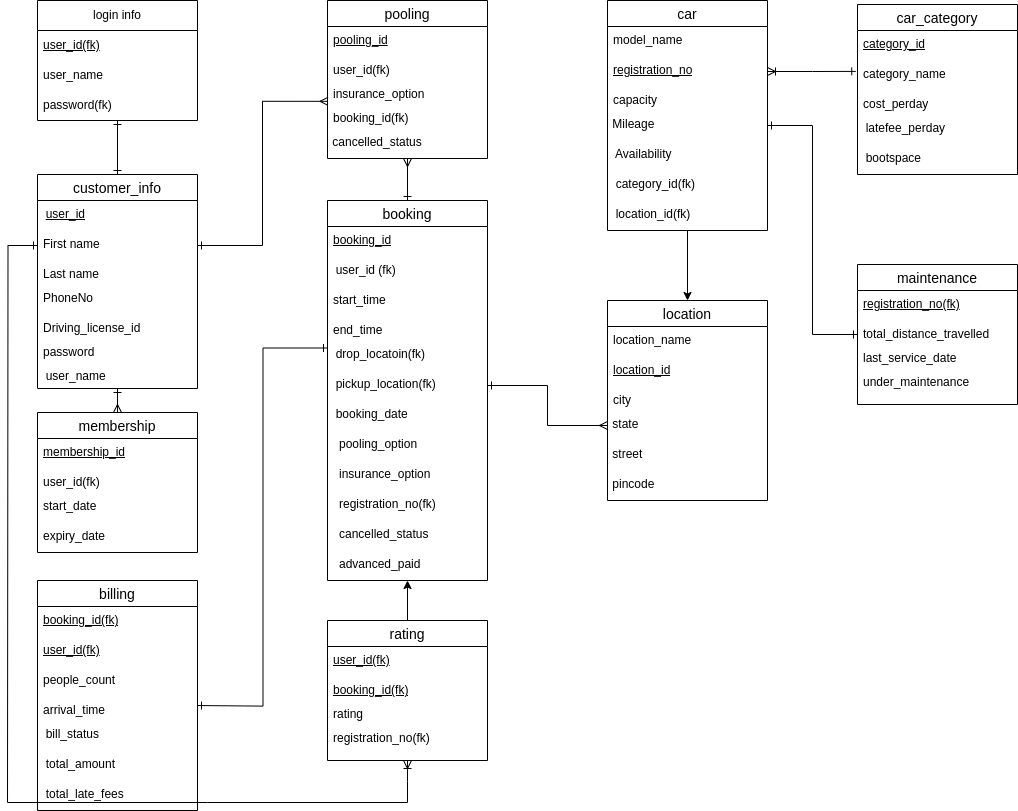 login info
user_id(fk)
user_name
password(fk)
customer_info
user_id
First name
Last name
PhoneNo
Driving_license_id
password
user_name
membership
membership_id
user_id(fk)
start_date
expiry_date
billing
booking_id(fk)
user_id(fk)
people_count
arrival_time
bill_status
total_amount
total_late_fees
pooling
pooling_id
user_id(fk)
insurance_option
booking_id(fk)
cancelled_status
booking
booking_id
user_id (fk)
start_time
end_time
drop_locatoin(fk)
pickup_location(fk)
booking_date
pooling_option
insurance_option
registration_no(fk)
cancelled_status
advanced_paid
rating
user_id(fk)
booking_id(fk)
rating
registration_no(fk)
car
model_name
registration_no
capacity
Mileage
Availability
category_id(fk)
location_id(fk)
location
location_name
location_id
city
state
street
pincode
car_category
category_id
category_name
cost_perday
latefee_perday
bootspace
maintenance
registration_no(fk)
total_distance_travelled
last_service_date
under_maintenance